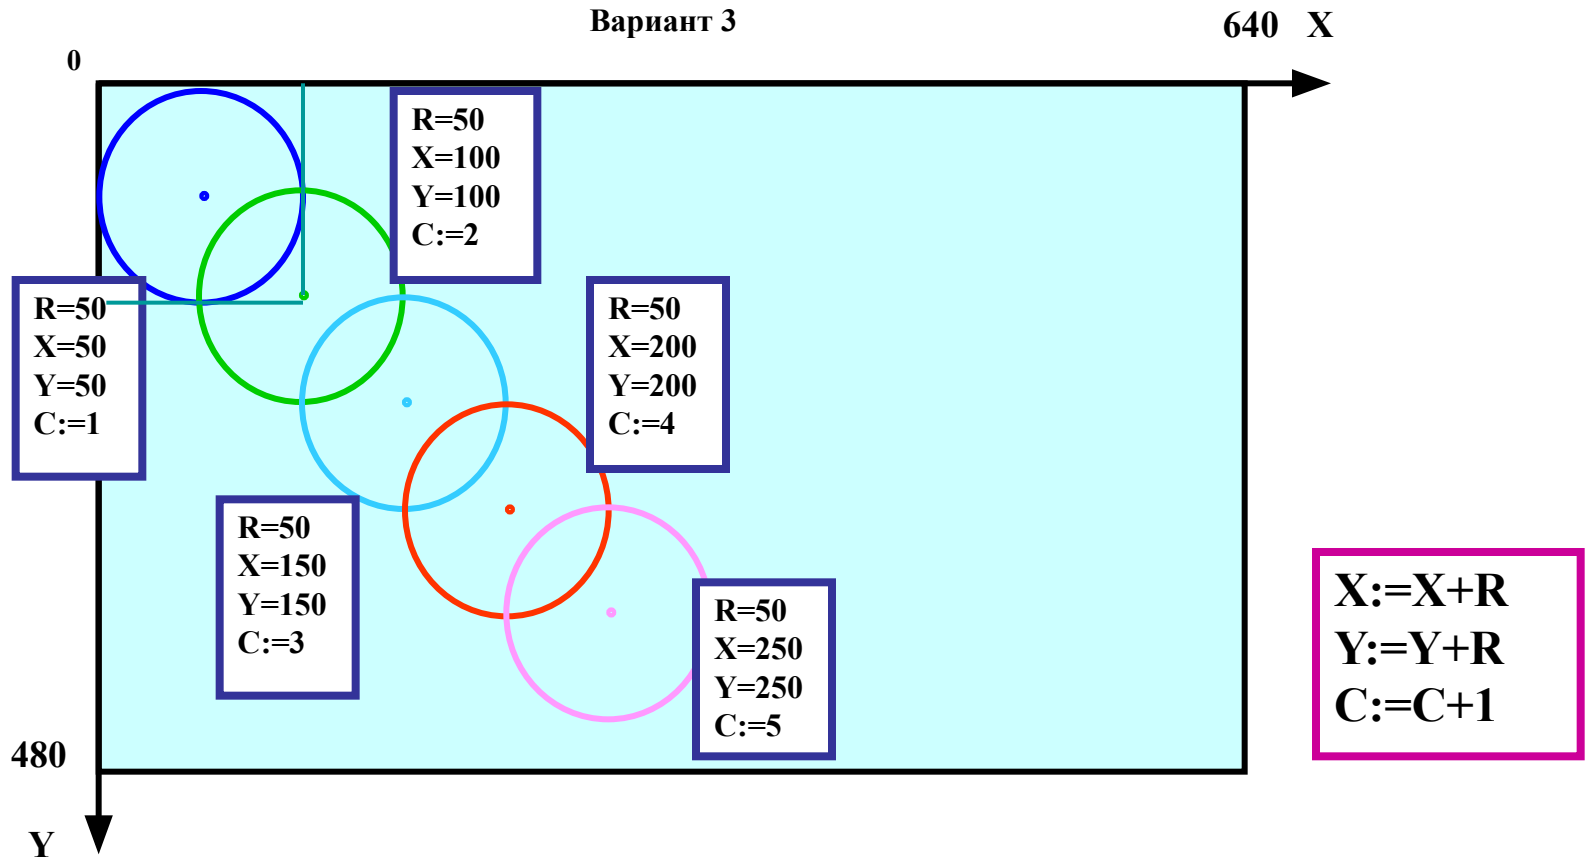 Вариант 3
640 X
0
R=50
X=100
Y=100
C:=2
R=50
X=50
Y=50
C:=1
R=50
X=200
Y=200
C:=4
R=50
X=150
Y=150
C:=3
R=50
X=250
Y=250
C:=5
X:=X+R
Y:=Y+R
C:=C+1
480
Y